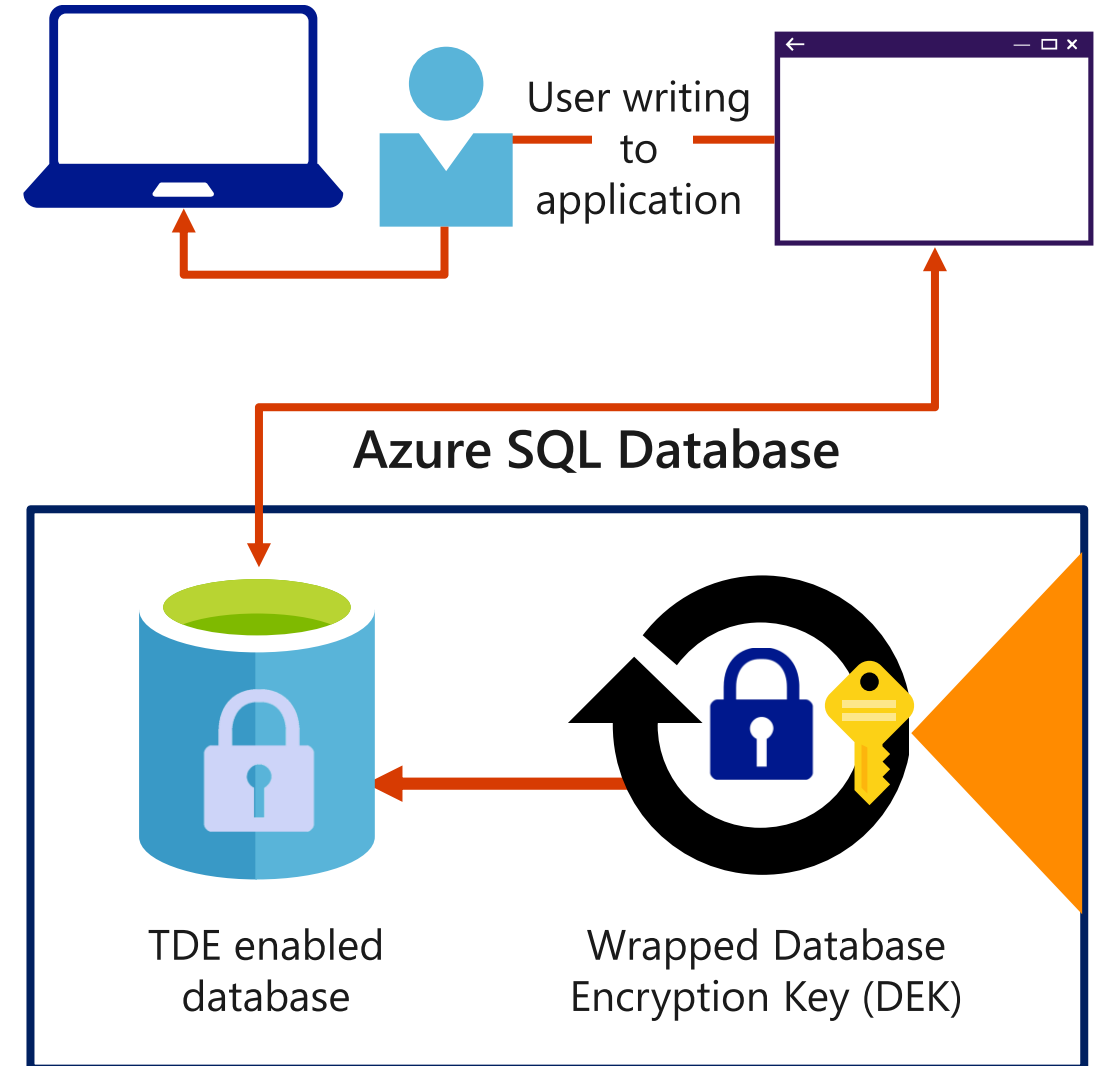 User writing
to
application
Azure SQL Database
TDE enabled
database
Wrapped Database
Encryption Key (DEK)